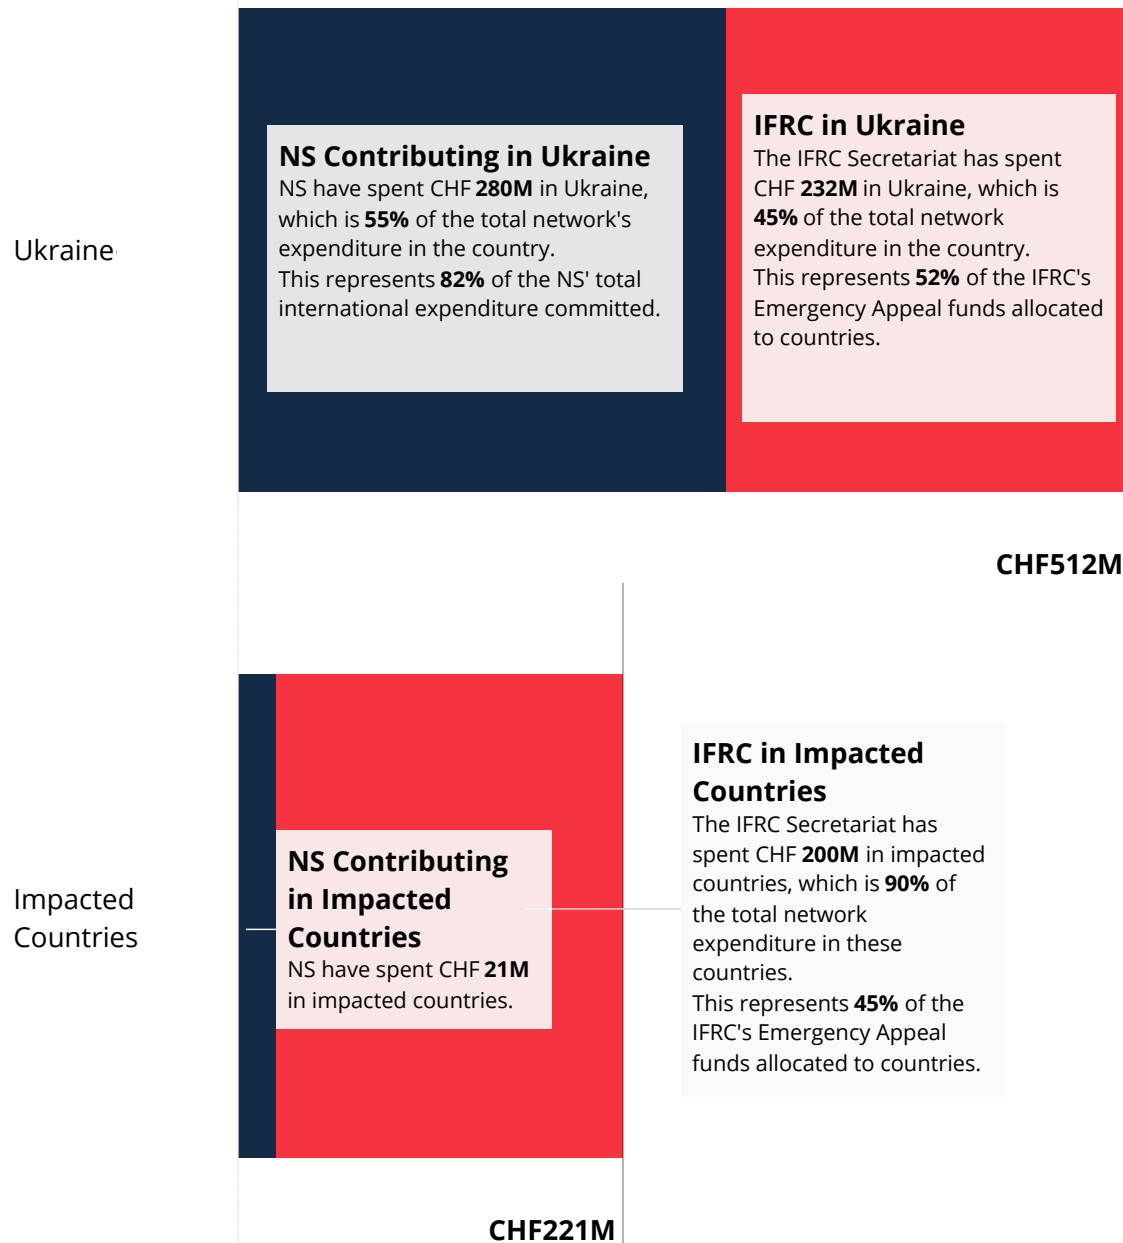 Ukraine
NS Contributing in Ukraine
NS have spent CHF 280M in Ukraine,
which is 55% of the total network's
expenditure in the country.
This represents 82% of the NS' total
international expenditure committed.
IFRC in Ukraine
The IFRC Secretariat has spent
CHF 232M in Ukraine, which is
45% of the total network
expenditure in the country.
This represents 52% of the IFRC's
Emergency Appeal funds allocated
to countries.
CHF512M
Impacted
Countries
NS Contributing
in Impacted
Countries
NS have spent CHF 21M
in impacted countries.
IFRC in Impacted
Countries
The IFRC Secretariat has
spent CHF 200M in impacted
countries, which is 90% of
the total network
expenditure in these
countries.
This represents 45% of the
IFRC's Emergency Appeal
funds allocated to countries.
CHF221M